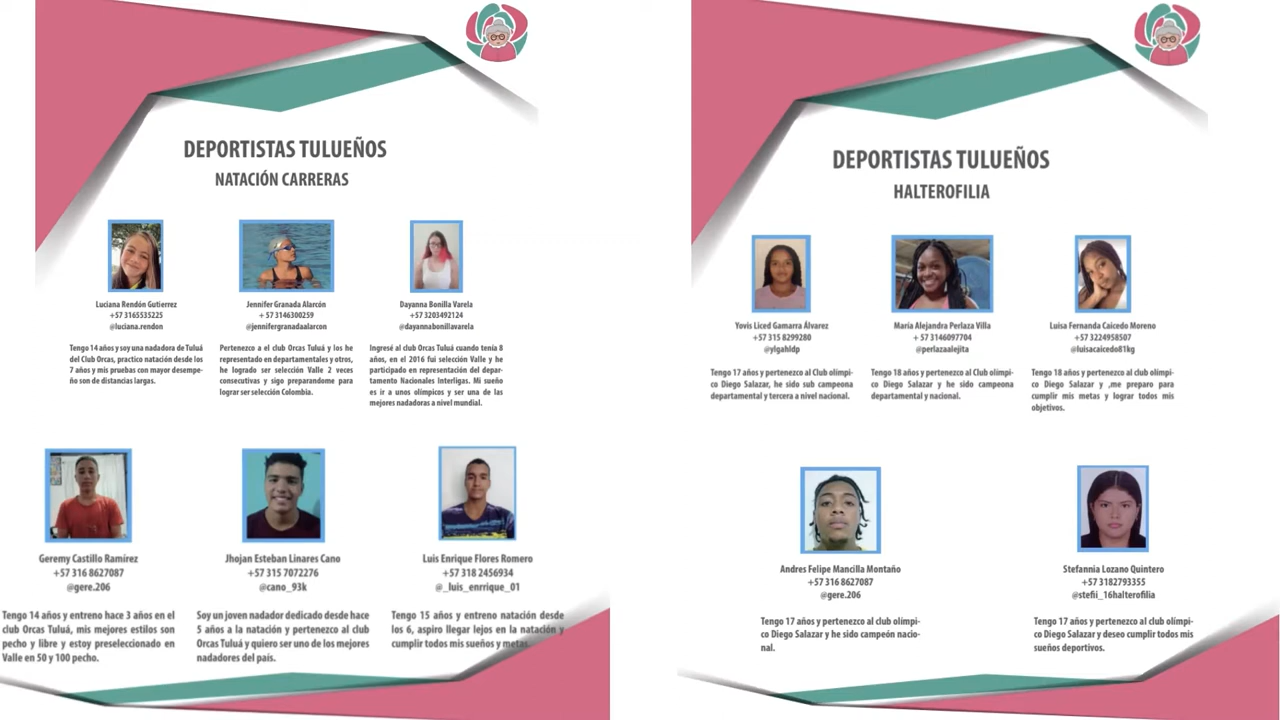 DEPORTISTAS TULUEÑOS
NATACIÓN CARRERAS
Luciana Rendón Gutierrez
+57 3165535225
@luciana.rendon
Tengo 14 años y soy una nadadora de Tuluá
del Club Orcas, practico natación desde los
7 años y mis pruebas con mayor desempe-
ño son de distancias largas.
Jennifer Granada Alarcón
+ 57 3146300259
@jennifergranadaalarcon
Pertenezco a el club Orcas Tuluá y los he
representado en departamentales y otros,
he logrado ser selección Valle 2 veces
consecutivas y sigo preparandome para
lograr ser selección Colombia.
Dayanna Bonilla Varela
+57 3203492124
@dayannabonillavarela
Ingresé al club Orcas Tuluá cuando tenía 8
años, en el 2016 fui selección Valle y he
participado en representación del depar-
tamento Nacionales Interligas. Mi sueño
es ir a unos olímpicos y ser una de las
mejores nadadoras a nivel mundial.
Geremy Castillo Ramírez
+57 316 8627087
@gere.206
Tengo 14 años y entreno hace 3 años en el
club Orcas Tuluá, mis mejores estilos son
pecho y libre y estoy preseleccionado en
Valle en 50 y 100 pecho.
Jhojan Esteban Linares Cano
+57 315 7072276
@cano_93k
Soy un joven nadador dedicado desde hace
5 años a la natación y pertenezco al club
Orcas Tuluá y quiero ser uno de los mejores
nadadores del país.
Luis Enrique Flores Romero
+57 318 2456934
@_luis_enrrique_01
Tengo 15 años y entreno natación desde
los 6, aspiro llegar lejos en la natación y
cumplir todos mis sueños y metas.
DEPORTISTAS TULUEÑOS
HALTEROFILIA
Yovis Liced Gamarra Álvarez
+57 315 8299280
@ylgahldp
Tengo 17 años y pertenezco al Club olímpi-
co Diego Salazar, he sido sub campeona
departamental y tercera a nivel nacional.
María Alejandra Perlaza Villa
+ 57 3146097704
@perlazaalejita
Tengo 18 años y pertenezco al Club olímpi-
co Diego Salazar y he sido campeona
departamental y nacional.
Luisa Fernanda Caicedo Moreno
+57 3224958507
@luisacaicedo81kg
Tengo 18 años y pertenezco al club olímpi-
co Diego Salazar y ,me preparo para
cumplir mis metas y lograr todos mis
objetivos.
Andres Felipe Mancilla Montaño
+57 316 8627087
@gere.206
Tengo 17 años y pertenezco al club olímpi-
co Diego Salazar y he sido campeón nacio-
nal.
Stefannia Lozano Quintero
+57 3182793355
@stefii_16halterofilia
Tengo 17 años y pertenezco al club olímpi-
co Diego Salazar y deseo cumplir todos mis
sueños deportivos.